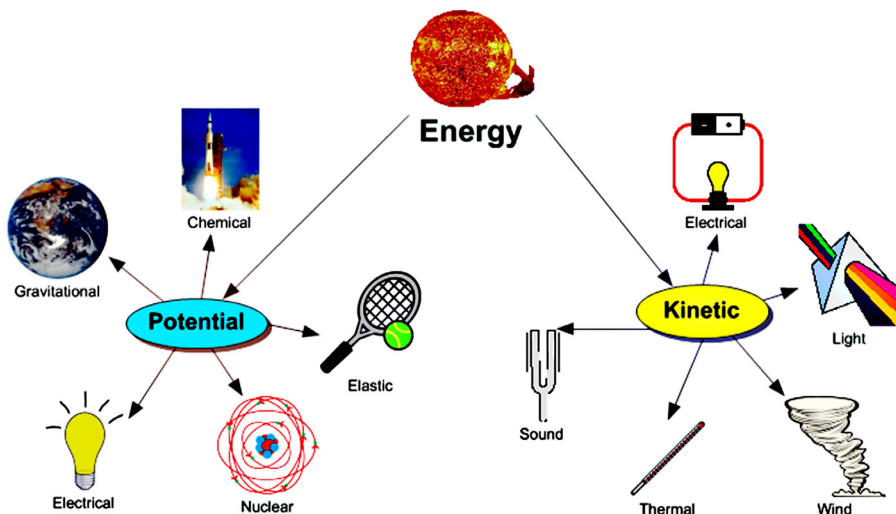 Energy
Chemical
Gravitational
Potential
Elastic
Electrical
Nuclear
Electrical
Kinetic
Light
Sound
Thermal
Wind